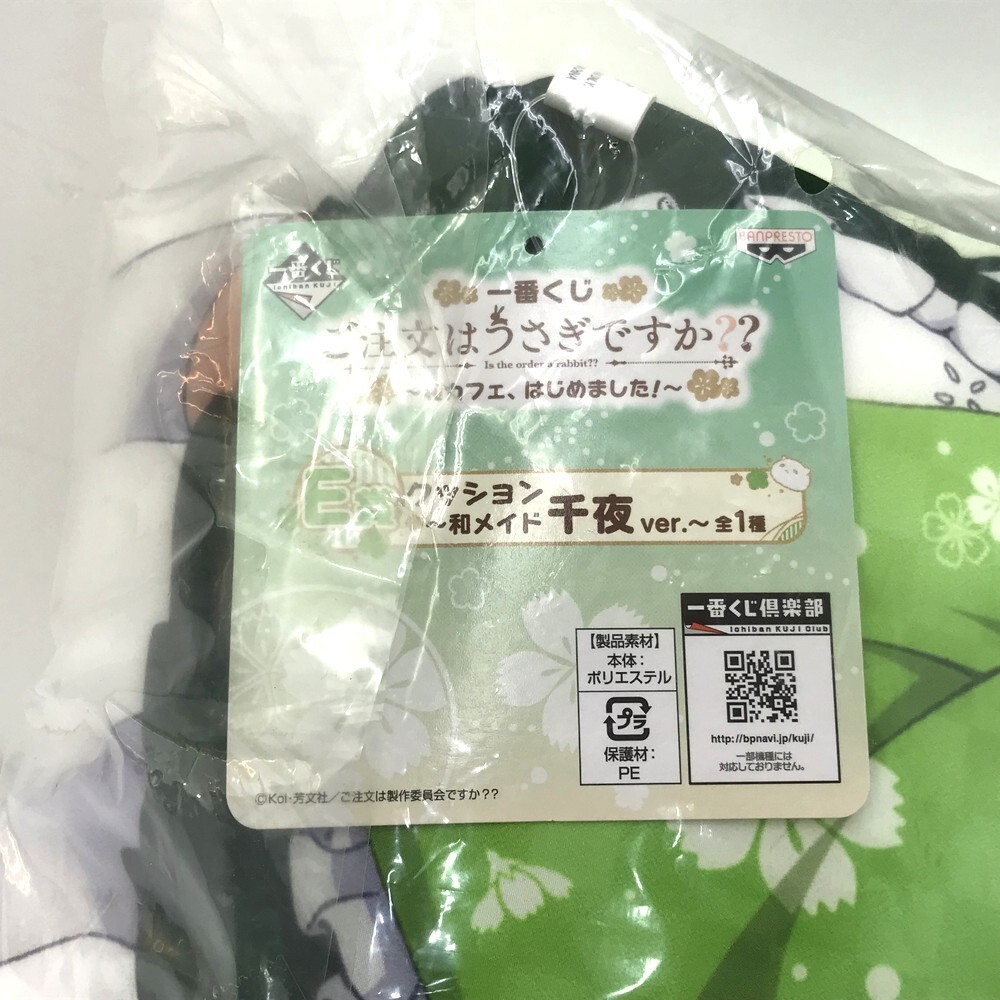 一番くじ
Ichiban KUJI
BANPRESTO
一番くじ
ご注文はうさぎですか??
Is the order a rabbit??
カフェ、はじめました!～
E賞
クッション
～和メイド 千夜 ver.～ 全1種
【製品素材】
本体：
ポリエステル
プラ
保護材：
PE
一番くじ倶楽部
Ichiban KUJI Club
http://bpnavi.jp/kuji/
一部機種には
対応しておりません。
©Koi・芳文社／ご注文は製作委員会ですか??